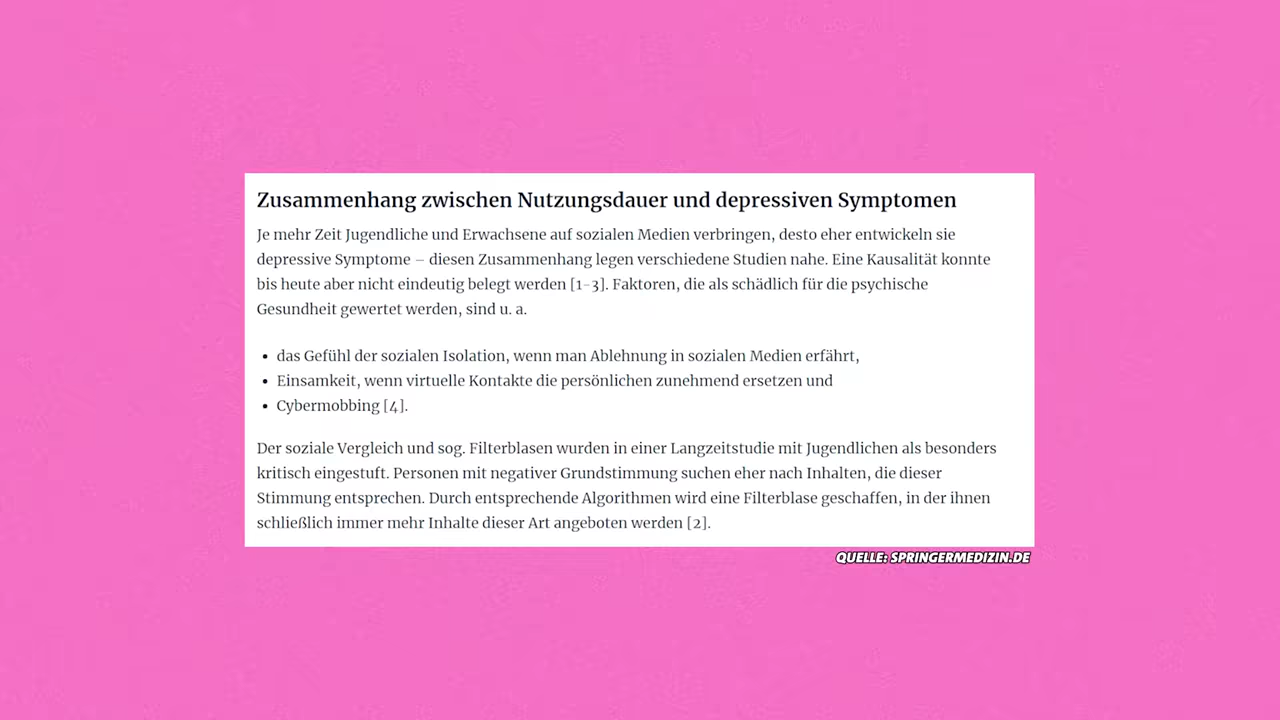 Zusammenhang zwischen Nutzungsdauer und depressiven Symptomen
Je mehr Zeit Jugendliche und Erwachsene auf sozialen Medien verbringen, desto eher entwickeln sie
depressive Symptome – diesen Zusammenhang legen verschiedene Studien nahe. Eine Kausalität konnte
bis heute aber nicht eindeutig belegt werden [1-3]. Faktoren, die als schädlich für die psychische
Gesundheit gewertet werden, sind u. a.
• das Gefühl der sozialen Isolation, wenn man Ablehnung in sozialen Medien erfährt,
• Einsamkeit, wenn virtuelle Kontakte die persönlichen zunehmend ersetzen und
• Cybermobbing [4].
Der soziale Vergleich und sog. Filterblasen wurden in einer Langzeitstudie mit Jugendlichen als besonders
kritisch eingestuft. Personen mit negativer Grundstimmung suchen eher nach Inhalten, die dieser
Stimmung entsprechen. Durch entsprechende Algorithmen wird eine Filterblase geschaffen, in der ihnen
schließlich immer mehr Inhalte dieser Art angeboten werden [2].
QUELLE: SPRINGERMEDIZIN.DE